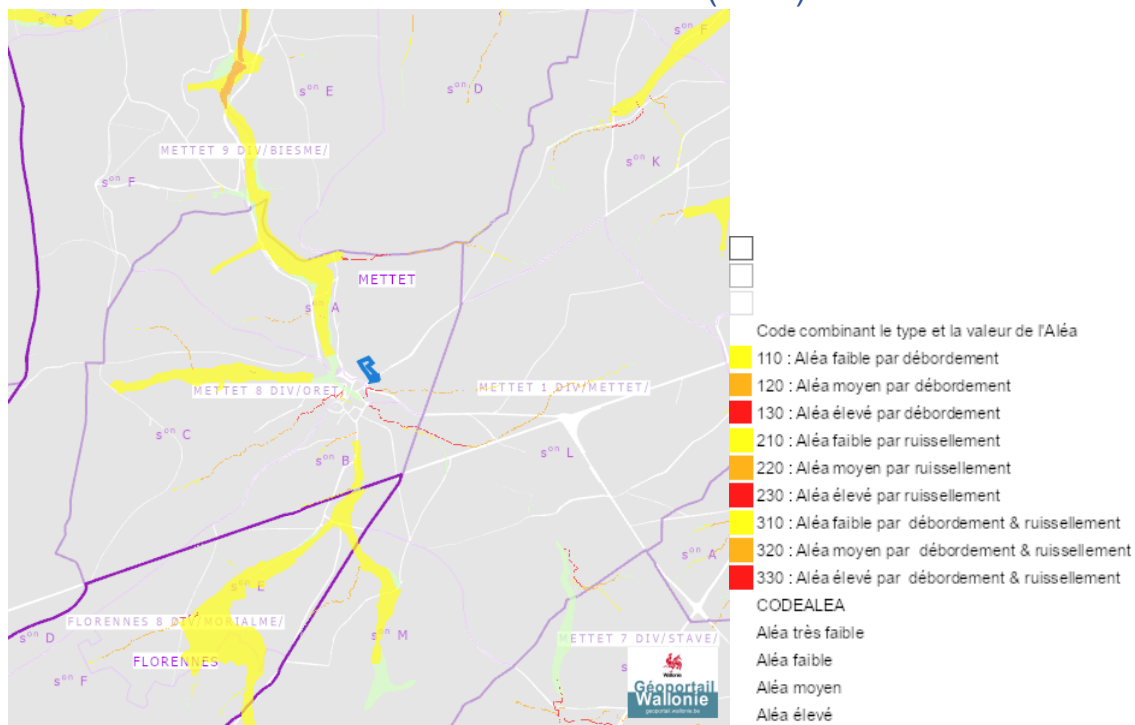 sᵒⁿ G
sᵒⁿ F
sᵒⁿ E
sᵒⁿ D
METTET 9 DIV/BIESME/
sᵒⁿ K
sᵒⁿ F
METTET
sᵒⁿ A
METTET 8 DIV/ORET/
METTET 1 DIV/METTET/
sᵒⁿ C
sᵒⁿ B
sᵒⁿ L
sᵒⁿ A
sᵒⁿ E
FLORENNES 8 DIV/MORIALME/
sᵒⁿ D
sᵒⁿ M
METTET 7 DIV/STAVE/
FLORENNES
sᵒⁿ F
Wallonie
Géoportail
Wallonie
geoportail.wallonie.be
Code combinant le type et la valeur de l'Aléa
110 : Aléa faible par débordement
120 : Aléa moyen par débordement
130 : Aléa élevé par débordement
210 : Aléa faible par ruissellement
220 : Aléa moyen par ruissellement
230 : Aléa élevé par ruissellement
310 : Aléa faible par débordement & ruissellement
320 : Aléa moyen par débordement & ruissellement
330 : Aléa élevé par débordement & ruissellement
CODEALEA
Aléa très faible
Aléa faible
Aléa moyen
Aléa élevé